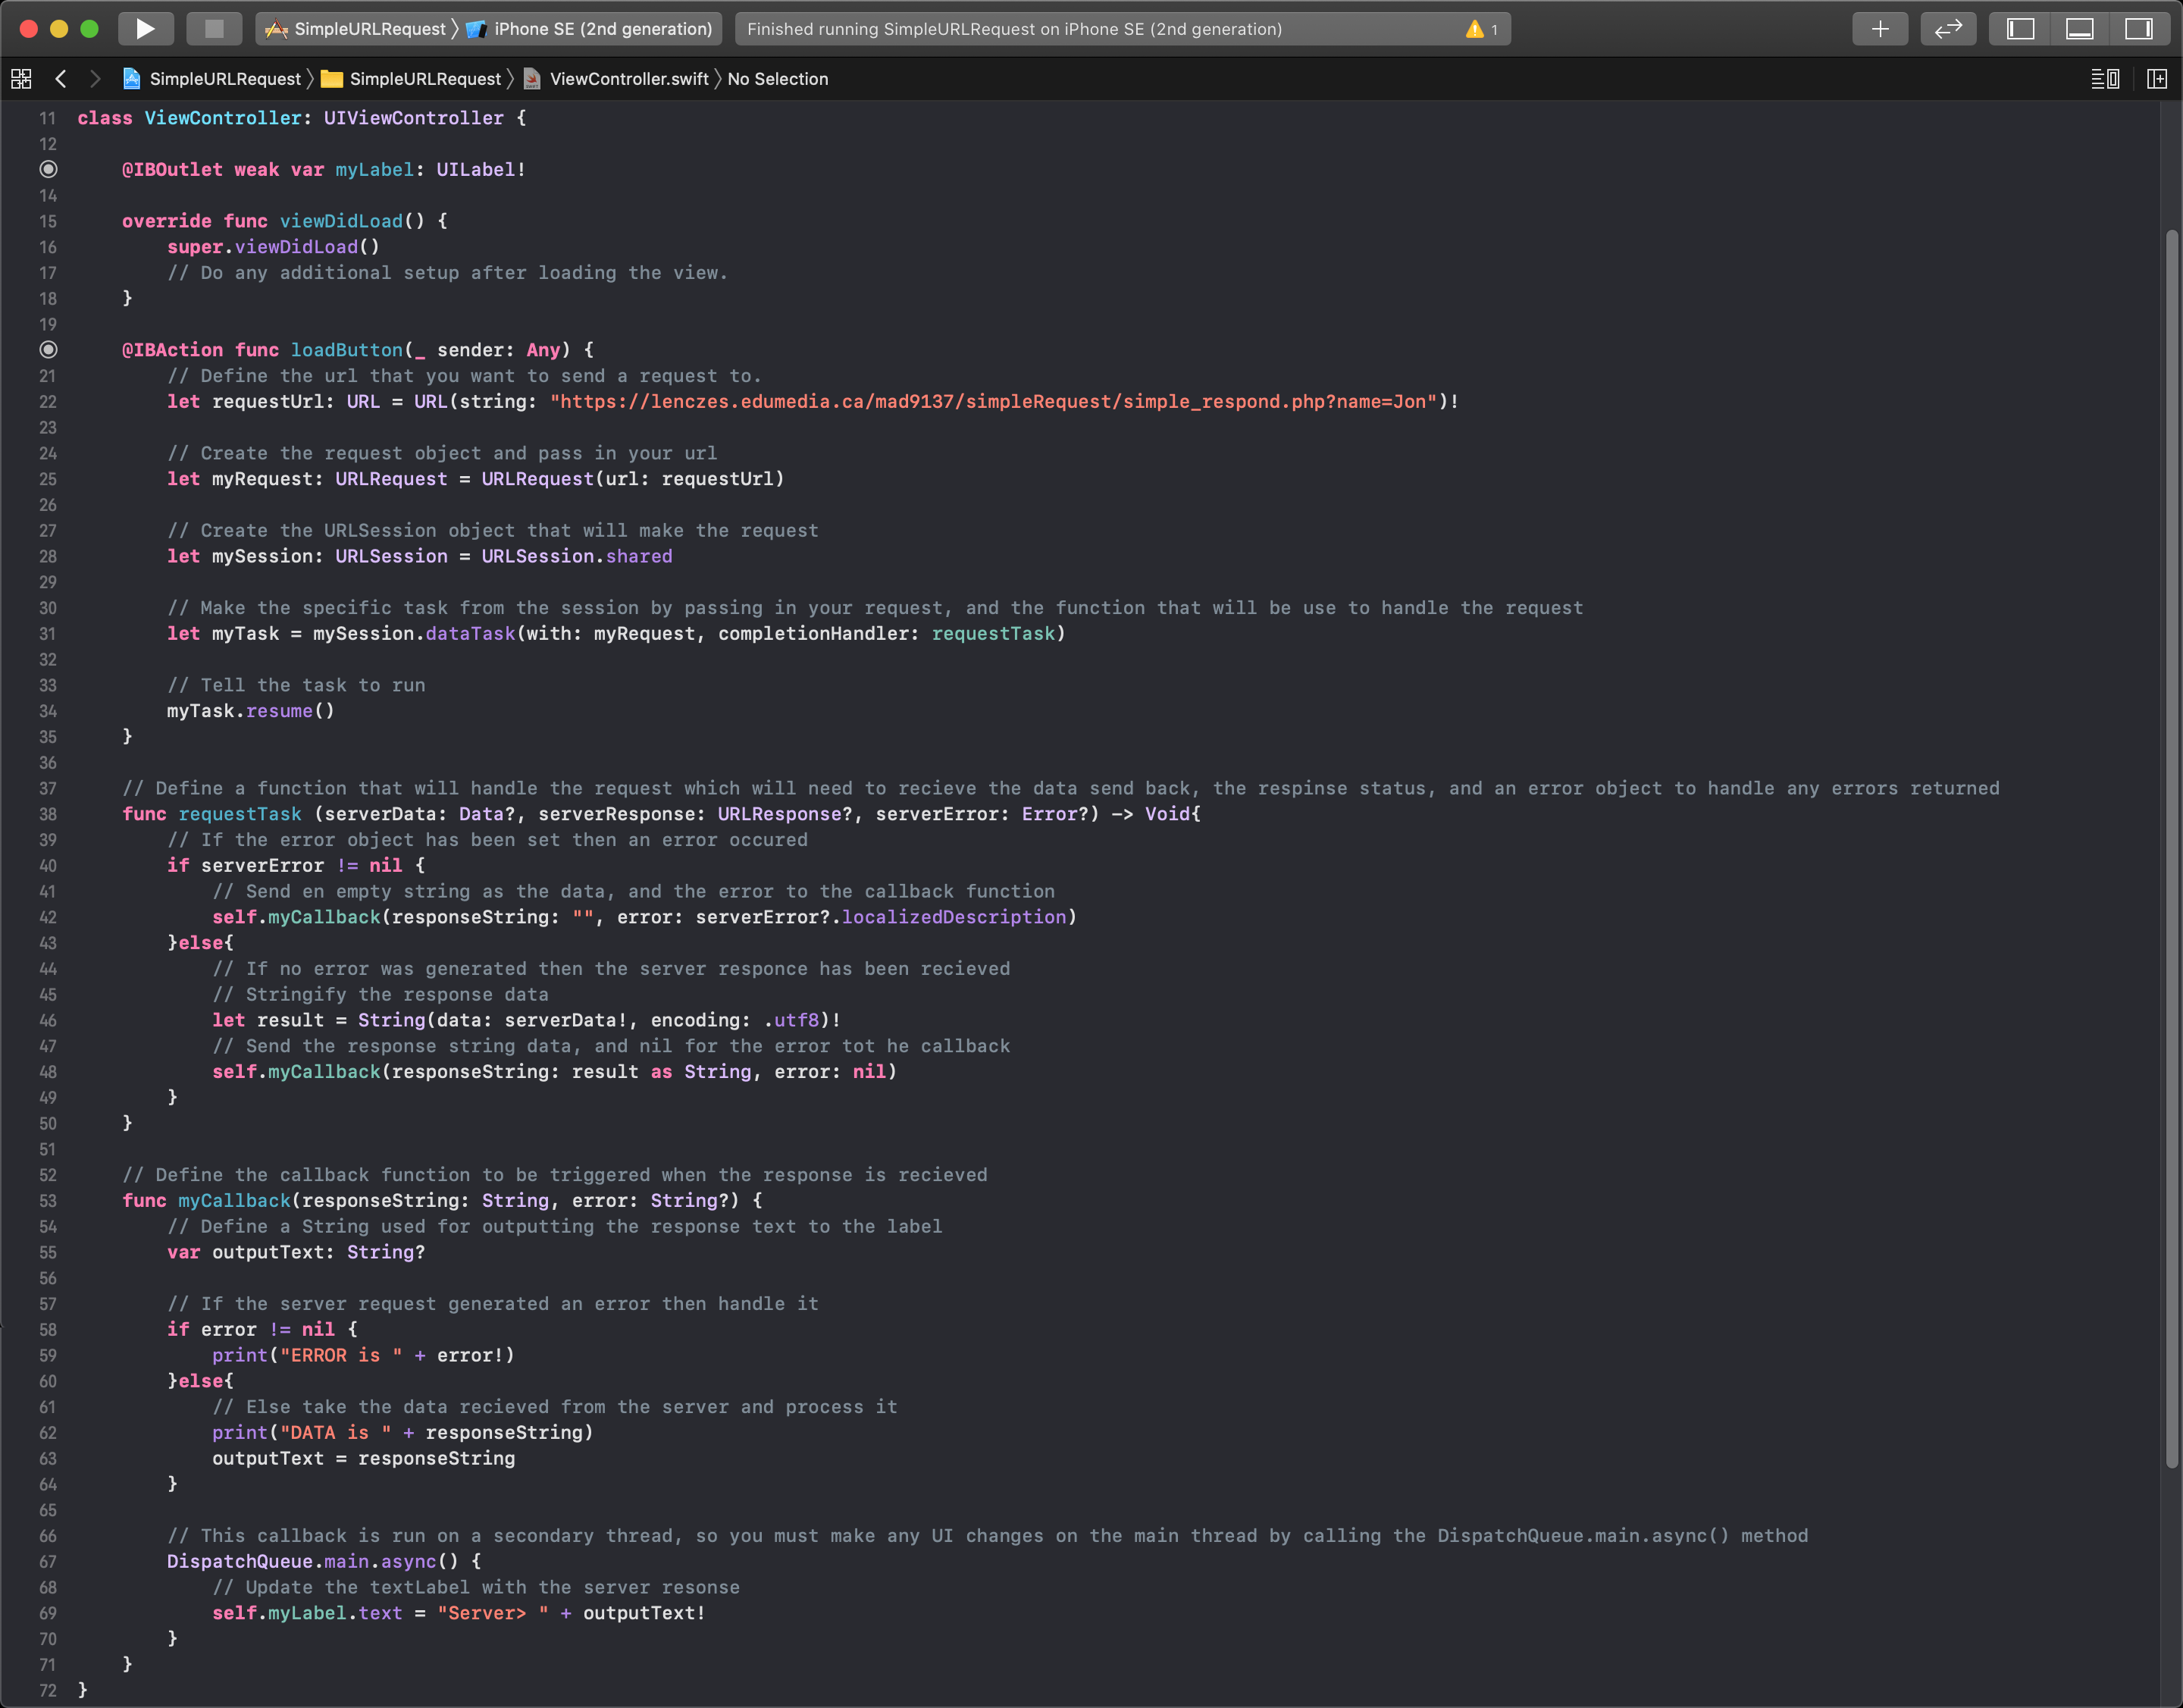 SimpleURLRequest 〉 iPhone SE (2nd generation)
Finished running SimpleURLRequest on iPhone SE (2nd generation) 1
SimpleURLRequest 〉 SimpleURLRequest 〉 ViewController.swift 〉 No Selection
11 class ViewController: UIViewController {
12
@IBOutlet weak var myLabel: UILabel!
14
15 override func viewDidLoad() {
16 super.viewDidLoad()
17 // Do any additional setup after loading the view.
18 }
19
@IBAction func loadButton(_ sender: Any) {
21 // Define the url that you want to send a request to.
22 let requestUrl: URL = URL(string: "https://lenczes.edumedia.ca/mad9137/simpleRequest/simple_respond.php?name=Jon")!
23
24 // Create the request object and pass in your url
25 let myRequest: URLRequest = URLRequest(url: requestUrl)
26
27 // Create the URLSession object that will make the request
28 let mySession: URLSession = URLSession.shared
29
30 // Make the specific task from the session by passing in your request, and the function that will be use to handle the request
31 let myTask = mySession.dataTask(with: myRequest, completionHandler: requestTask)
32
33 // Tell the task to run
34 myTask.resume()
35 }
36
37 // Define a function that will handle the request which will need to recieve the data send back, the respinse status, and an error object to handle any errors returned
38 func requestTask (serverData: Data?, serverResponse: URLResponse?, serverError: Error?) -> Void{
39 // If the error object has been set then an error occured
40 if serverError != nil {
41 // Send en empty string as the data, and the error to the callback function
42 self.myCallback(responseString: "", error: serverError?.localizedDescription)
43 }else{
44 // If no error was generated then the server responce has been recieved
45 // Stringify the response data
46 let result = String(data: serverData!, encoding: .utf8)!
47 // Send the response string data, and nil for the error tot he callback
48 self.myCallback(responseString: result as String, error: nil)
49 }
50 }
51
52 // Define the callback function to be triggered when the response is recieved
53 func myCallback(responseString: String, error: String?) {
54 // Define a String used for outputting the response text to the label
55 var outputText: String?
56
57 // If the server request generated an error then handle it
58 if error != nil {
59 print("ERROR is " + error!)
60 }else{
61 // Else take the data recieved from the server and process it
62 print("DATA is " + responseString)
63 outputText = responseString
64 }
65
66 // This callback is run on a secondary thread, so you must make any UI changes on the main thread by calling the DispatchQueue.main.async() method
67 DispatchQueue.main.async() {
68 // Update the textLabel with the server resonse
69 self.myLabel.text = "Server> " + outputText!
70 }
71 }
72 }